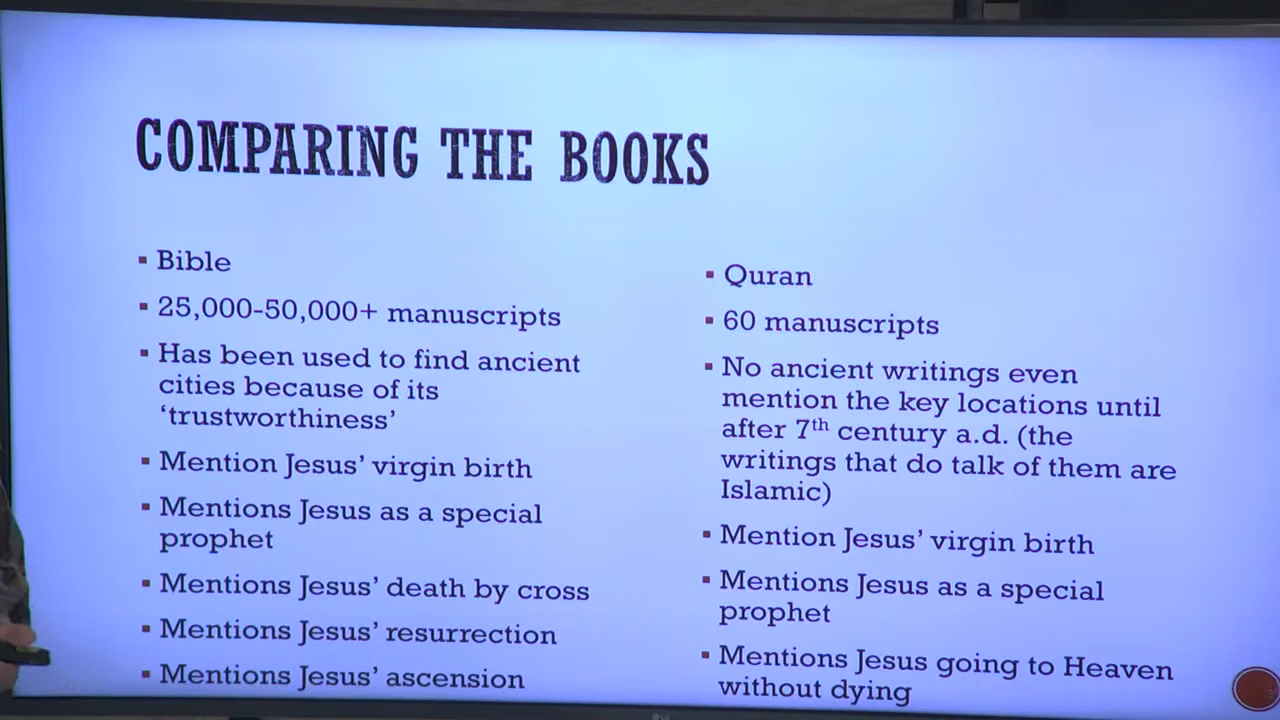 COMPARING THE BOOKS
▪ Bible
▪ 25,000-50,000+ manuscripts
▪ Has been used to find ancient
cities because of its
‘trustworthiness’
▪ Mention Jesus’ virgin birth
▪ Mentions Jesus as a special
prophet
▪ Mentions Jesus’ death by cross
▪ Mentions Jesus’ resurrection
▪ Mentions Jesus’ ascension
▪ Quran
▪ 60 manuscripts
▪ No ancient writings even
mention the key locations until
after 7th century a.d. (the
writings that do talk of them are
Islamic)
▪ Mention Jesus’ virgin birth
▪ Mentions Jesus as a special
prophet
▪ Mentions Jesus going to Heaven
without dying
LG